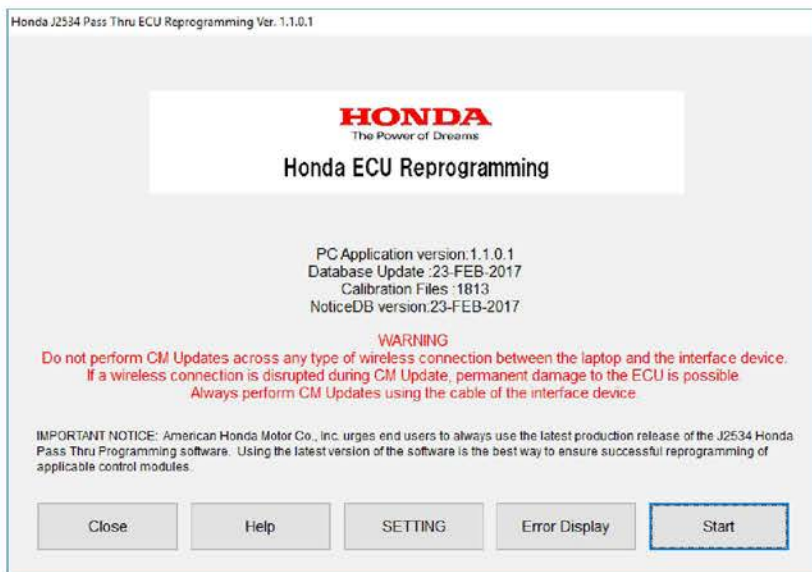 Honda J2534 Pass Thru ECU Reprogramming Ver. 1.1.0.1
HONDA
The Power of Dreams
Honda ECU Reprogramming
PC Application version:1.1.0.1
Database Update :23-FEB-2017
Calibration Files :1813
NoticeDB version:23-FEB-2017
WARNING
Do not perform CM Updates across any type of wireless connection between the laptop and the interface device.
If a wireless connection is disrupted during CM Update, permanent damage to the ECU is possible
Always perform CM Updates using the cable of the interface device
IMPORTANT NOTICE: American Honda Motor Co., Inc. urges end users to always use the latest production release of the J2534 Honda
Pass Thru Programming software. Using the latest version of the software is the best way to ensure successful reprogramming of
applicable control modules.
Close Help SETTING Error Display Start